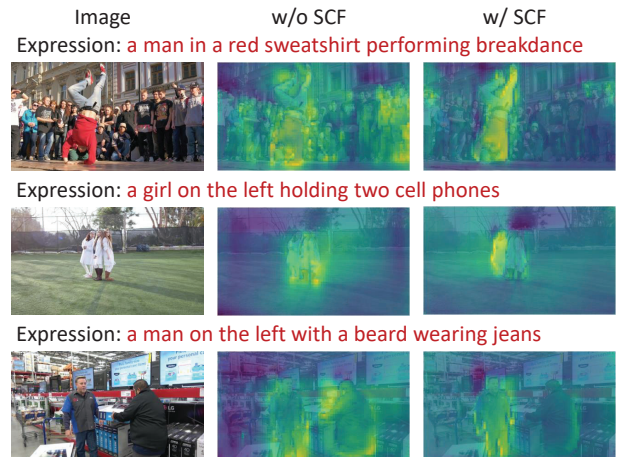 Image w/o SCF w/ SCF
Expression: a man in a red sweatshirt performing breakdance
Expression: a girl on the left holding two cell phones
Expression: a man on the left with a beard wearing jeans